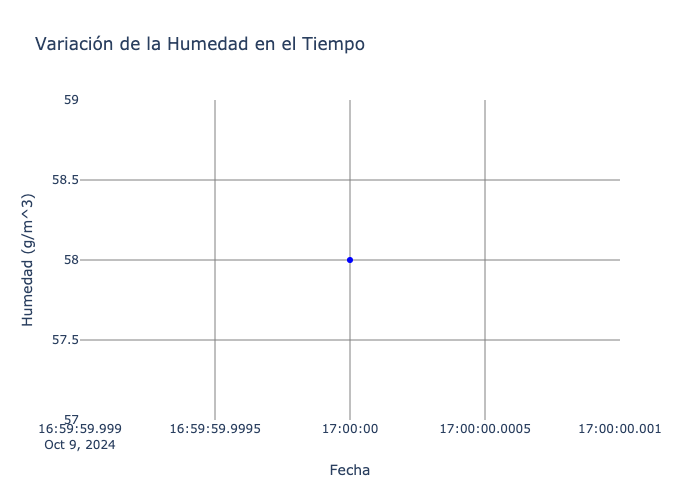 Variación de la Humedad en el Tiempo
59
58.5
58
57.5
57
Humedad (g/m^3)
16:59:59.999
Oct 9, 2024
16:59:59.9995
17:00:00
17:00:00.0005
17:00:00.001
Fecha